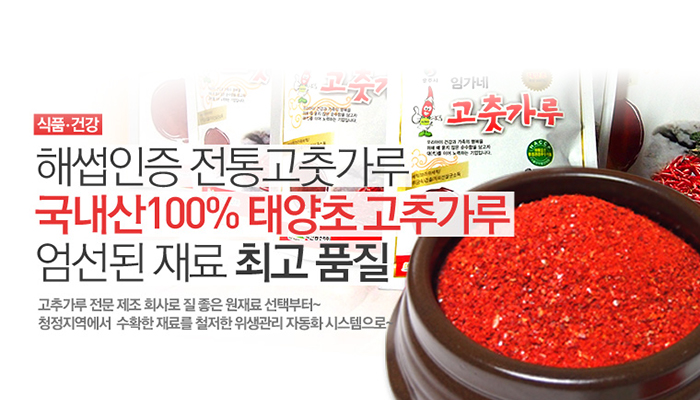 임가네
고춧가루
식품·건강
해썹인증 전통고춧가루
국내산100% 태양초 고추가루
엄선된 재료 최고 품질
고추가루 전문 제조 회사로 질 좋은 원재료 선택부터~
청정지역에서 수확한 재료를 철저한 위생관리 자동화 시스템으로~